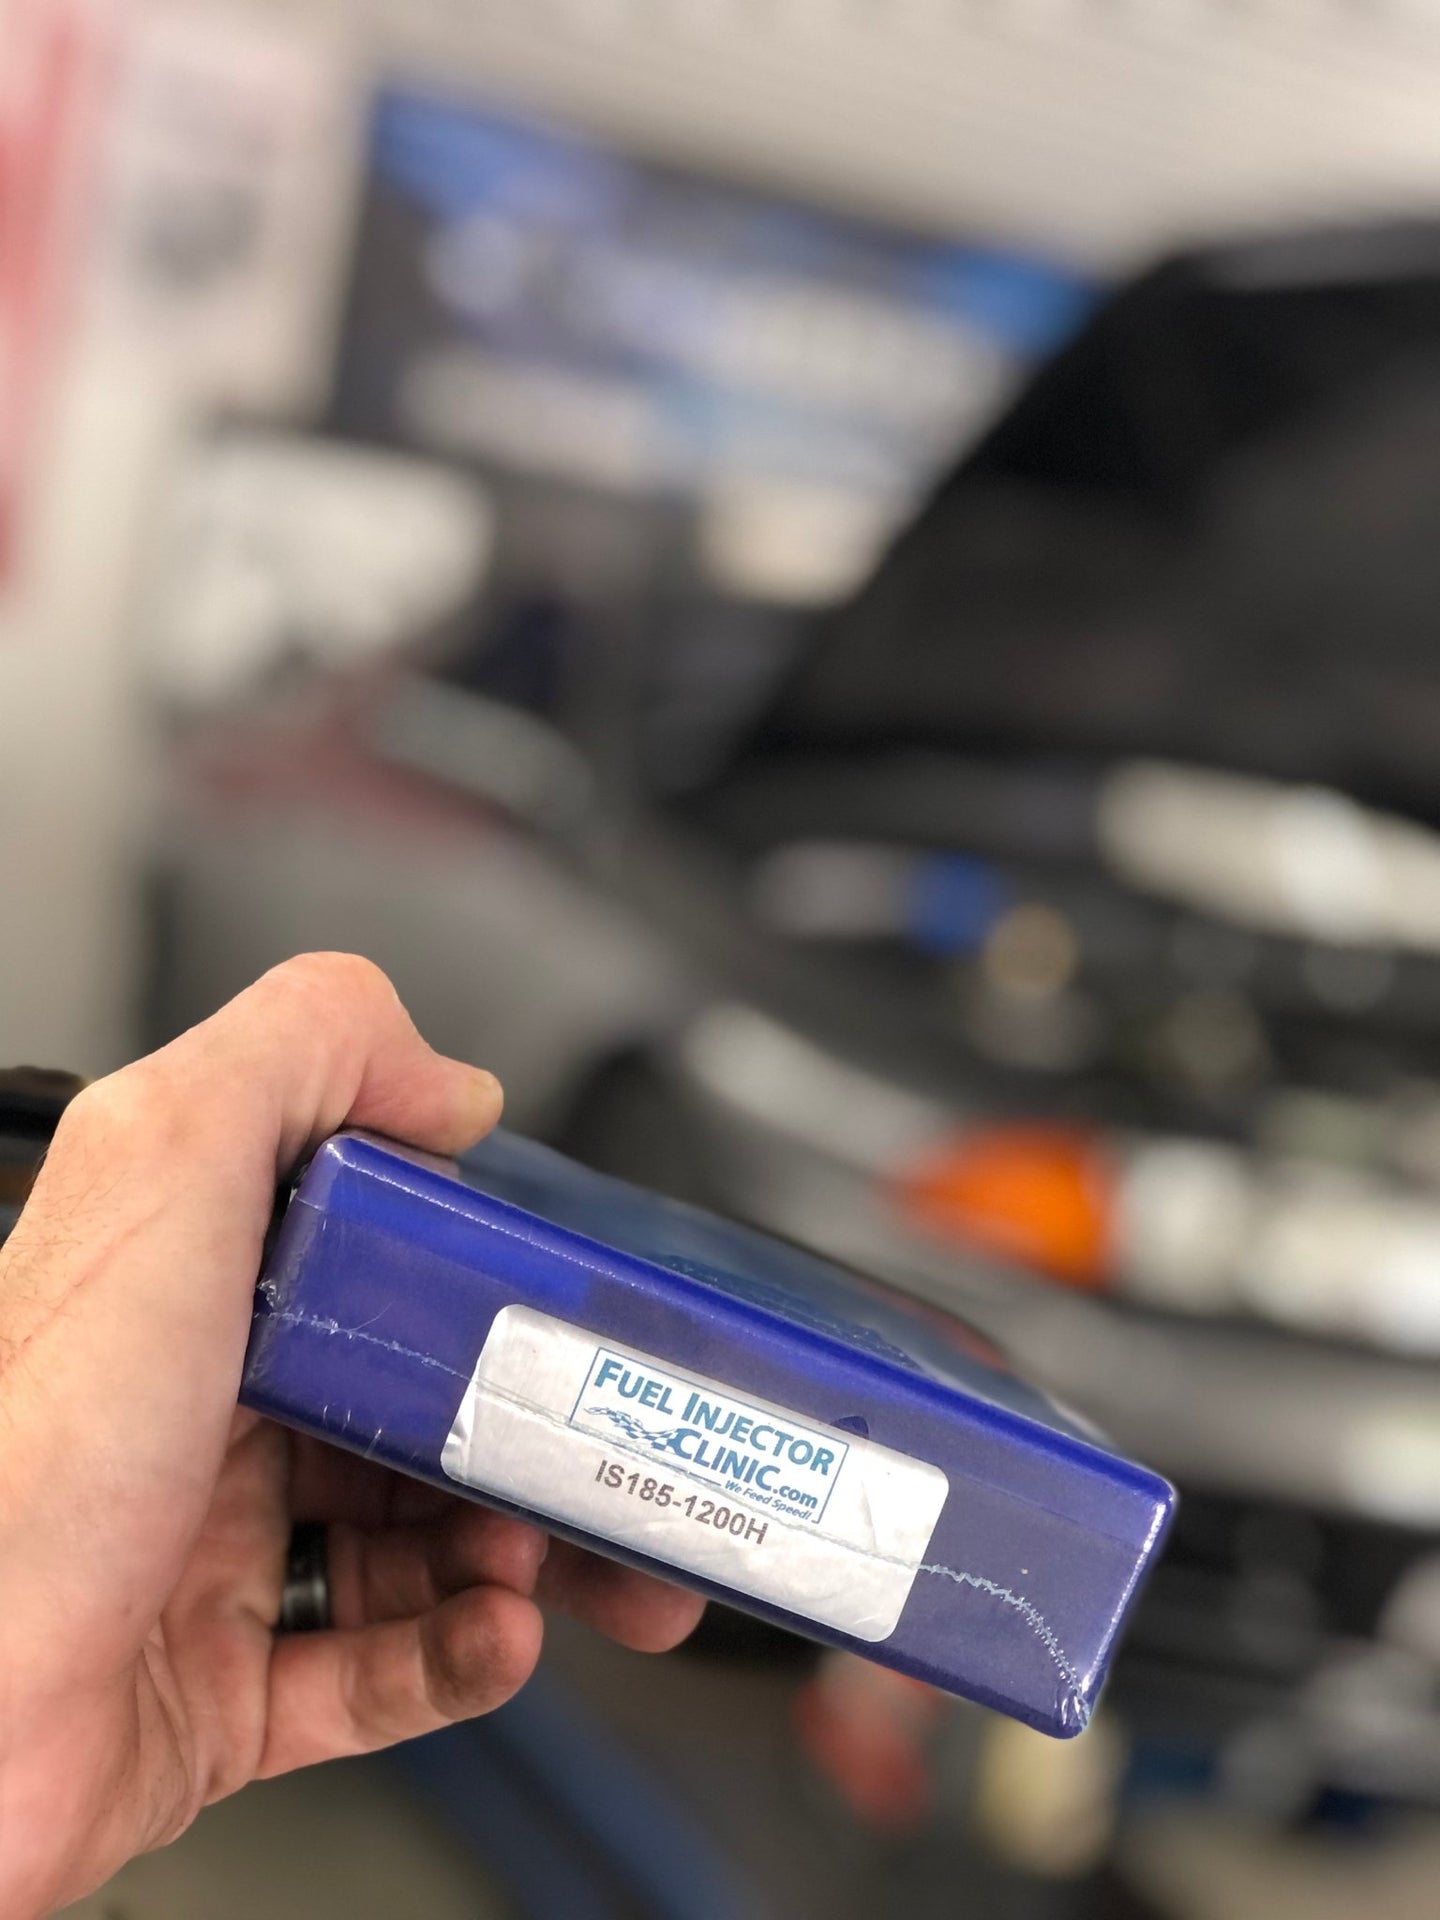 FUEL INJECTOR
CLINIC.com
We Feed Speed!
IS185-1200H